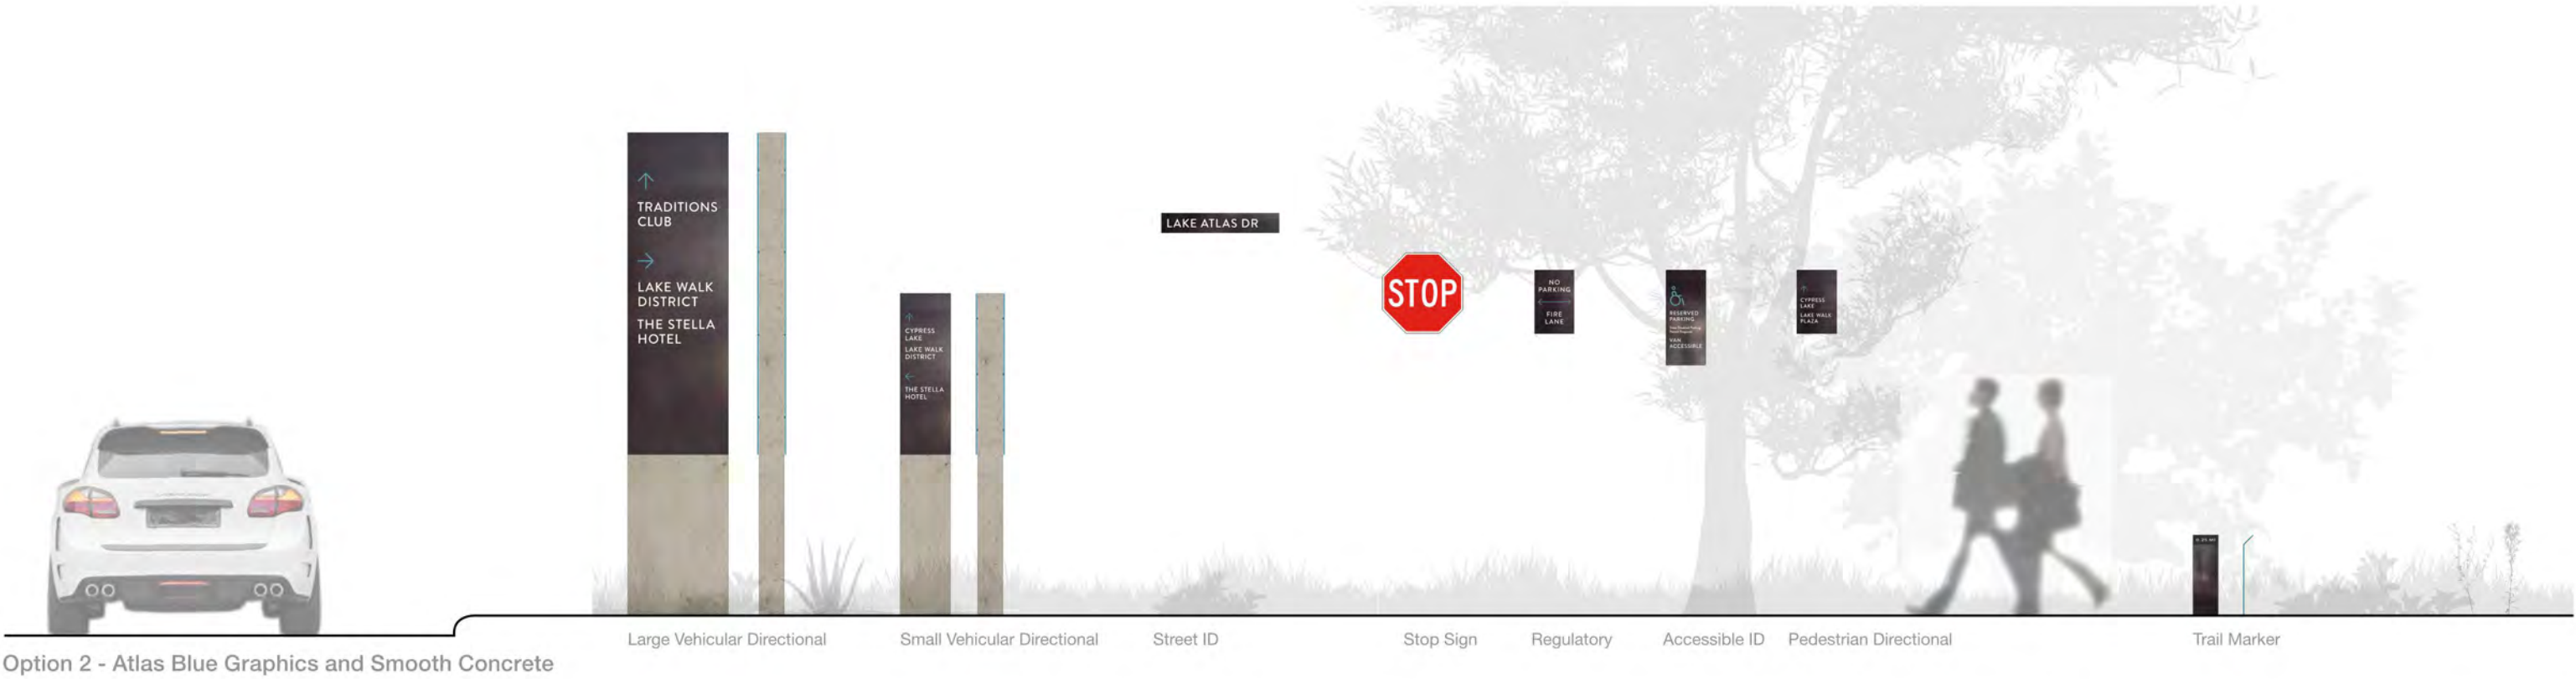 TRADITIONS
CLUB
LAKE WALK
DISTRICT
THE STELLA
HOTEL
CYPRESS
LAKE
LAKE WALK
DISTRICT
THE STELLA
HOTEL
LAKE ATLAS DR
STOP
NO
PARKING
FIRE
LANE
RESERVED
PARKING
VAN
ACCESSIBLE
CYPRESS
LAKE
LAKE WALK
PLAZA
Large Vehicular Directional
Small Vehicular Directional
Street ID
Stop Sign
Regulatory
Accessible ID
Pedestrian Directional
Trail Marker
Option 2 - Atlas Blue Graphics and Smooth Concrete